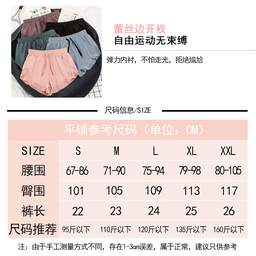 蕾丝边开衩
自由运动无束缚
弹力内衬,不怕走光,拒绝尴尬
尺码信息/SIZE
平铺参考尺码(单位:CM)
SIZE S M L XL XXL
腰围 67-86 71-90 75-94 79-98 80-105
臀围 101 105 109 113 117
裤长 22 23 24 25 26
尺码推荐 95斤以下 110斤以下 120斤以下 135斤以下 160斤以下
注:由于手工测量方式不同,存在1-3cm误差,属于正常,建议只供参考